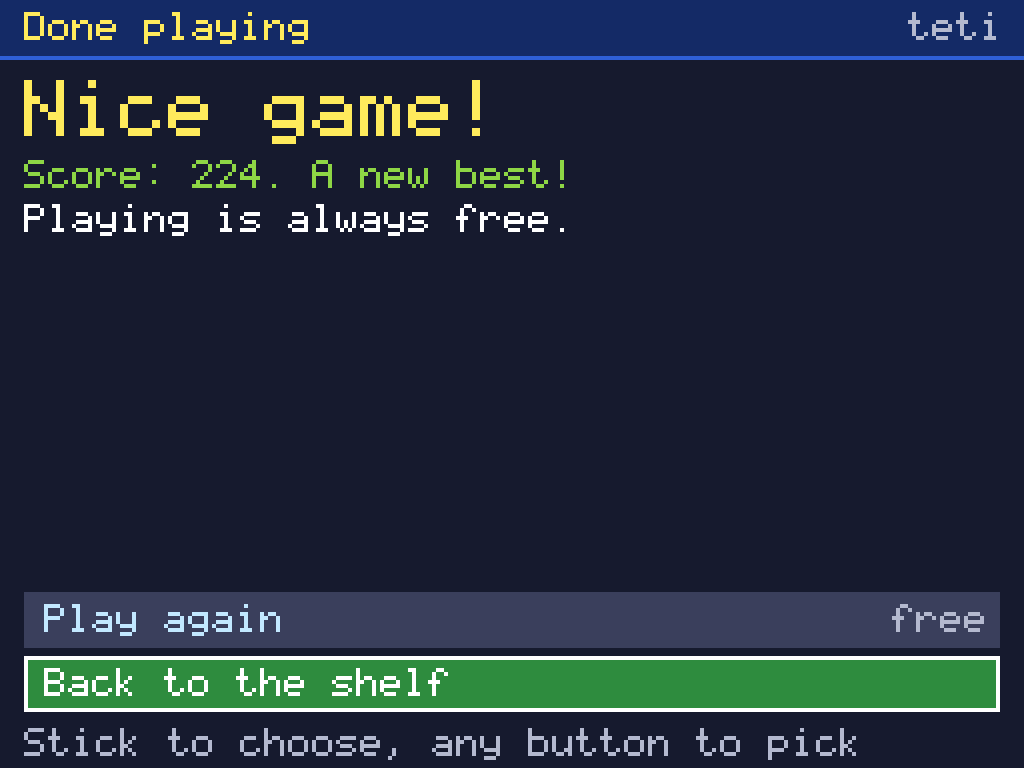 Done playing
teti
Nice game!
Score: 224. A new best!
Playing is always free.
Play again
free
Back to the shelf
Stick to choose, any button to pick